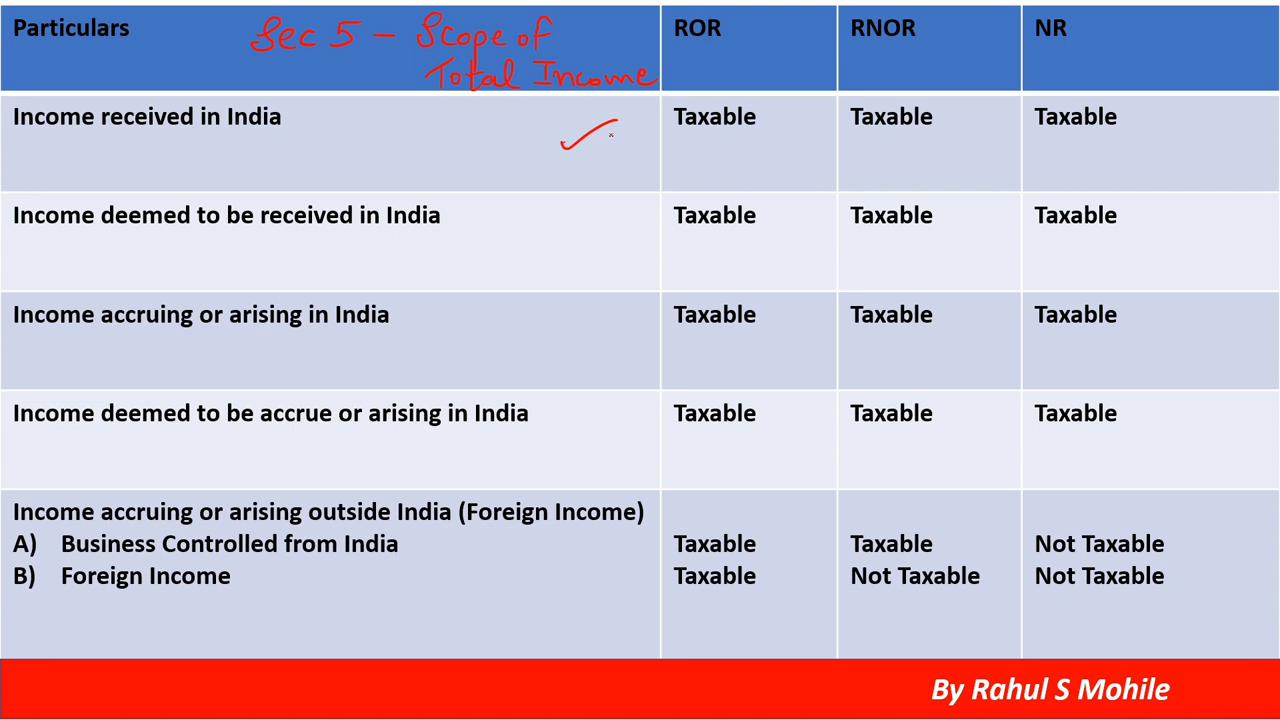 Particulars Sec 5 - Scope of Total Income ROR RNOR NR
Income received in India Taxable Taxable Taxable
Income deemed to be received in India Taxable Taxable Taxable
Income accruing or arising in India Taxable Taxable Taxable
Income deemed to be accrue or arising in India Taxable Taxable Taxable
Income accruing or arising outside India (Foreign Income)
A) Business Controlled from India Taxable Taxable Not Taxable
B) Foreign Income Taxable Not Taxable Not Taxable
By Rahul S Mohile